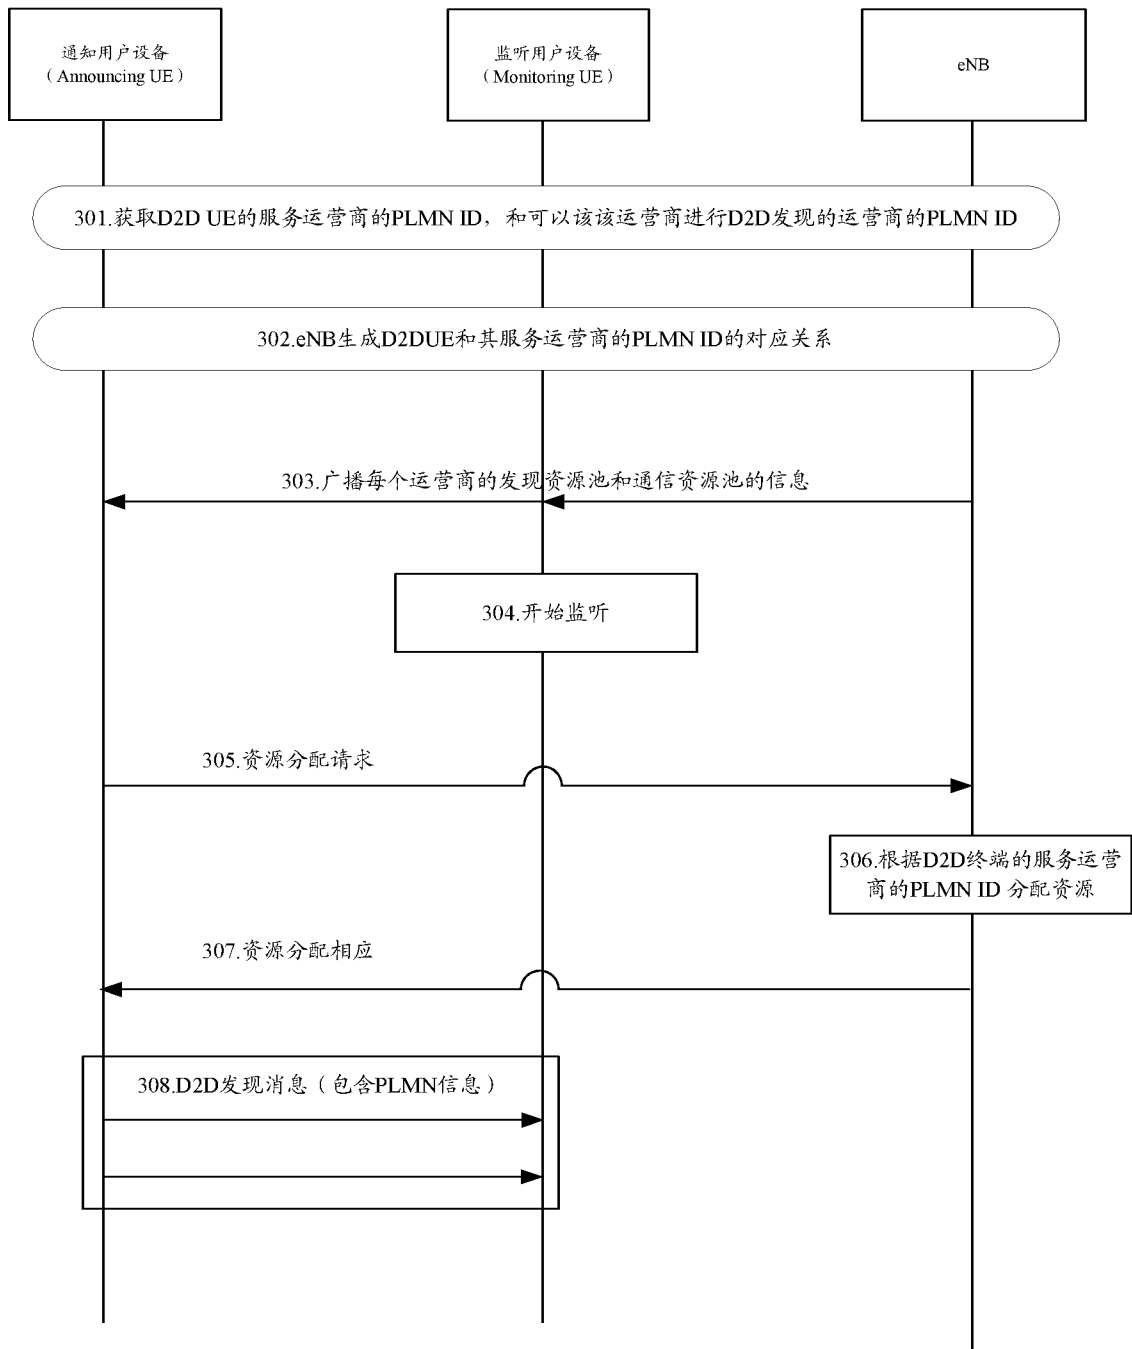 通知用户设备
（Announcing UE）
监听用户设备
（Monitoring UE）
eNB
301.获取D2D UE的服务运营商的PLMN ID，和可以该该运营商进行D2D发现的运营商的PLMN ID
302.eNB生成D2DUE和其服务运营商的PLMN ID的对应关系
303.广播每个运营商的发现资源池和通信资源池的信息
304.开始监听
305.资源分配请求
306.根据D2D终端的服务运营
商的PLMN ID 分配资源
307.资源分配相应
308.D2D发现消息（包含PLMN信息）